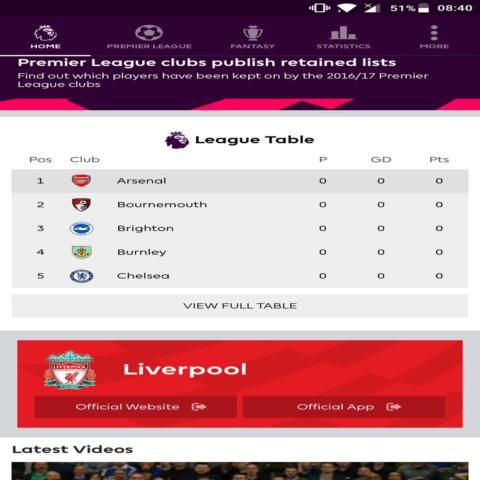 51% 08:40
HOME PREMIER LEAGUE FANTASY STATISTICS MORE
Premier League clubs publish retained lists
Find out which players have been kept on by the 2016/17 Premier
League clubs
League Table
Pos Club P GD Pts
1 Arsenal 0 0 0
2 Bournemouth 0 0 0
3 Brighton 0 0 0
4 Burnley 0 0 0
5 Chelsea 0 0 0
VIEW FULL TABLE
Liverpool
Official Website Official App
Latest Videos